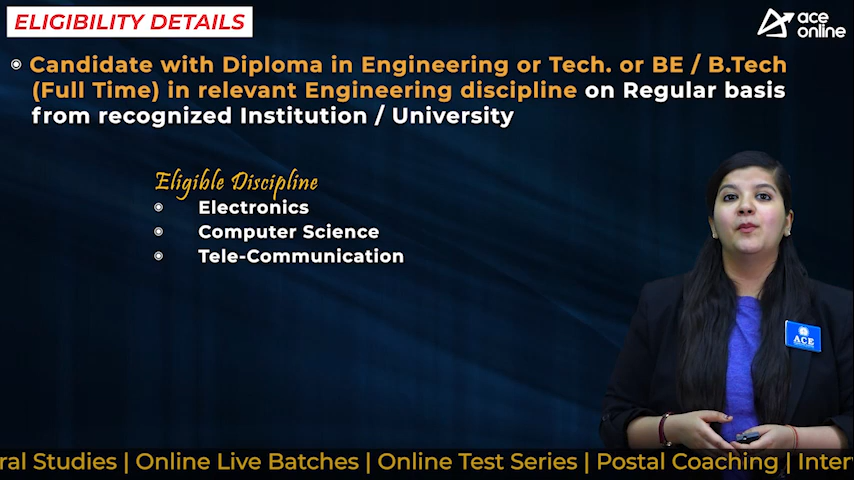 ELIGIBILITY DETAILS
ace
online
Candidate with Diploma in Engineering or Tech. or BE / B.Tech
(Full Time) in relevant Engineering discipline on Regular basis
from recognized Institution / University
Eligible Discipline
Electronics
Computer Science
Tele-Communication
ACE
ral Studies | Online Live Batches | Online Test Series | Postal Coaching | Inter